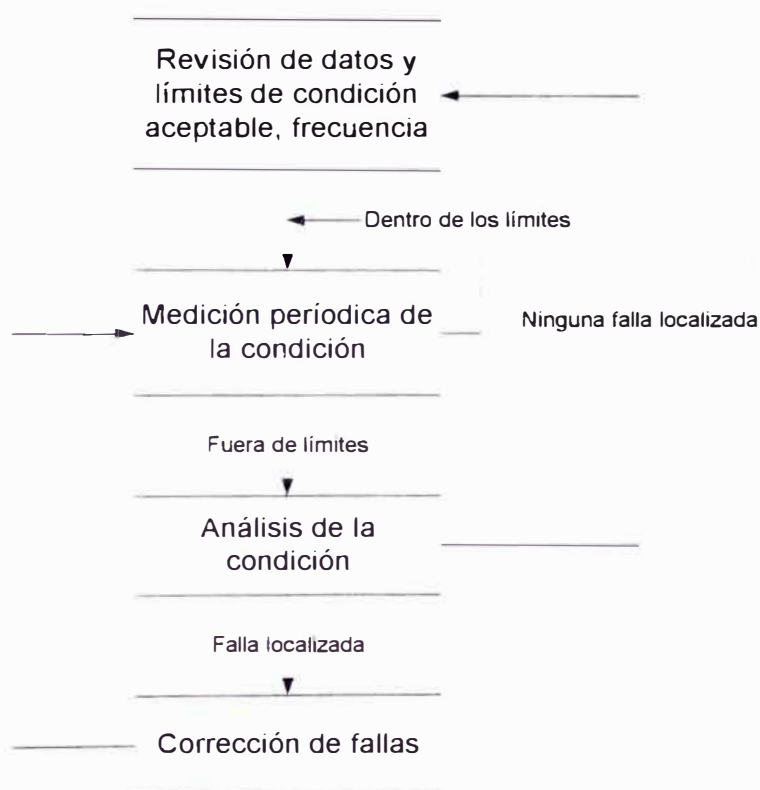 Revisión de datos y
límites de condición
aceptable, frecuencia
Dentro de los límites
Medición períodica de
la condición
Ninguna falla localizada
Fuera de límites
Análisis de la
condición
Falla localizada
Corrección de fallas